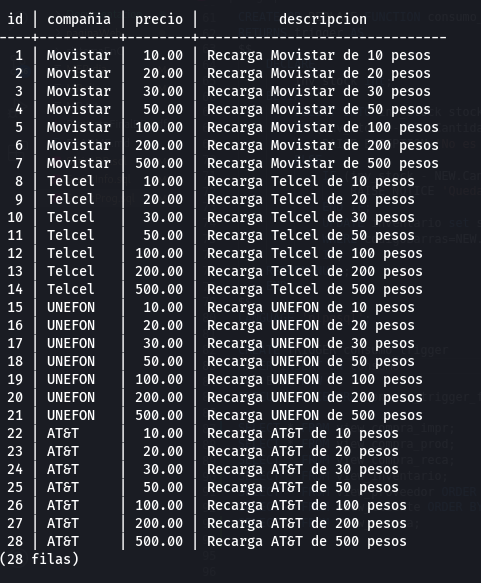 id | compañia | precio | descripcion
----+----------+--------+-------------------------------
1 | Movistar | 10.00 | Recarga Movistar de 10 pesos
2 | Movistar | 20.00 | Recarga Movistar de 20 pesos
3 | Movistar | 30.00 | Recarga Movistar de 30 pesos
4 | Movistar | 50.00 | Recarga Movistar de 50 pesos
5 | Movistar | 100.00 | Recarga Movistar de 100 pesos
6 | Movistar | 200.00 | Recarga Movistar de 200 pesos
7 | Movistar | 500.00 | Recarga Movistar de 500 pesos
8 | Telcel | 10.00 | Recarga Telcel de 10 pesos
9 | Telcel | 20.00 | Recarga Telcel de 20 pesos
10 | Telcel | 30.00 | Recarga Telcel de 30 pesos
11 | Telcel | 50.00 | Recarga Telcel de 50 pesos
12 | Telcel | 100.00 | Recarga Telcel de 100 pesos
13 | Telcel | 200.00 | Recarga Telcel de 200 pesos
14 | Telcel | 500.00 | Recarga Telcel de 500 pesos
15 | UNEFON | 10.00 | Recarga UNEFON de 10 pesos
16 | UNEFON | 20.00 | Recarga UNEFON de 20 pesos
17 | UNEFON | 30.00 | Recarga UNEFON de 30 pesos
18 | UNEFON | 50.00 | Recarga UNEFON de 50 pesos
19 | UNEFON | 100.00 | Recarga UNEFON de 100 pesos
20 | UNEFON | 200.00 | Recarga UNEFON de 200 pesos
21 | UNEFON | 500.00 | Recarga UNEFON de 500 pesos
22 | AT&T | 10.00 | Recarga AT&T de 10 pesos
23 | AT&T | 20.00 | Recarga AT&T de 20 pesos
24 | AT&T | 30.00 | Recarga AT&T de 30 pesos
25 | AT&T | 50.00 | Recarga AT&T de 50 pesos
26 | AT&T | 100.00 | Recarga AT&T de 100 pesos
27 | AT&T | 200.00 | Recarga AT&T de 200 pesos
28 | AT&T | 500.00 | Recarga AT&T de 500 pesos
(28 filas)